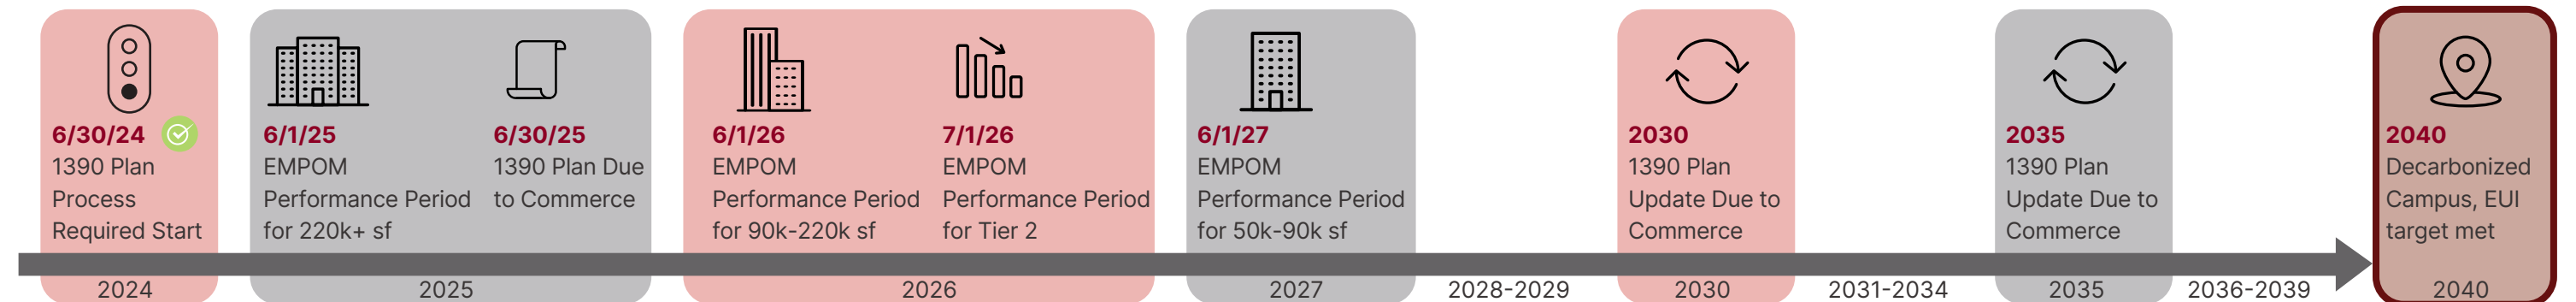 6/30/24
1390 Plan
Process
Required Start
6/1/25
EMPOM
Performance Period
for 220k+ sf
6/30/25
1390 Plan Due
to Commerce
6/1/26
EMPOM
Performance Period
for 90k-220k sf
7/1/26
EMPOM
Performance Period
for Tier 2
6/1/27
EMPOM
Performance Period
for 50k-90k sf
2030
1390 Plan
Update Due to
Commerce
2035
1390 Plan
Update Due to
Commerce
2040
Decarbonized
Campus, EUI
target met
2024
2025
2026
2027
2028-2029
2030
2031-2034
2035
2036-2039
2040